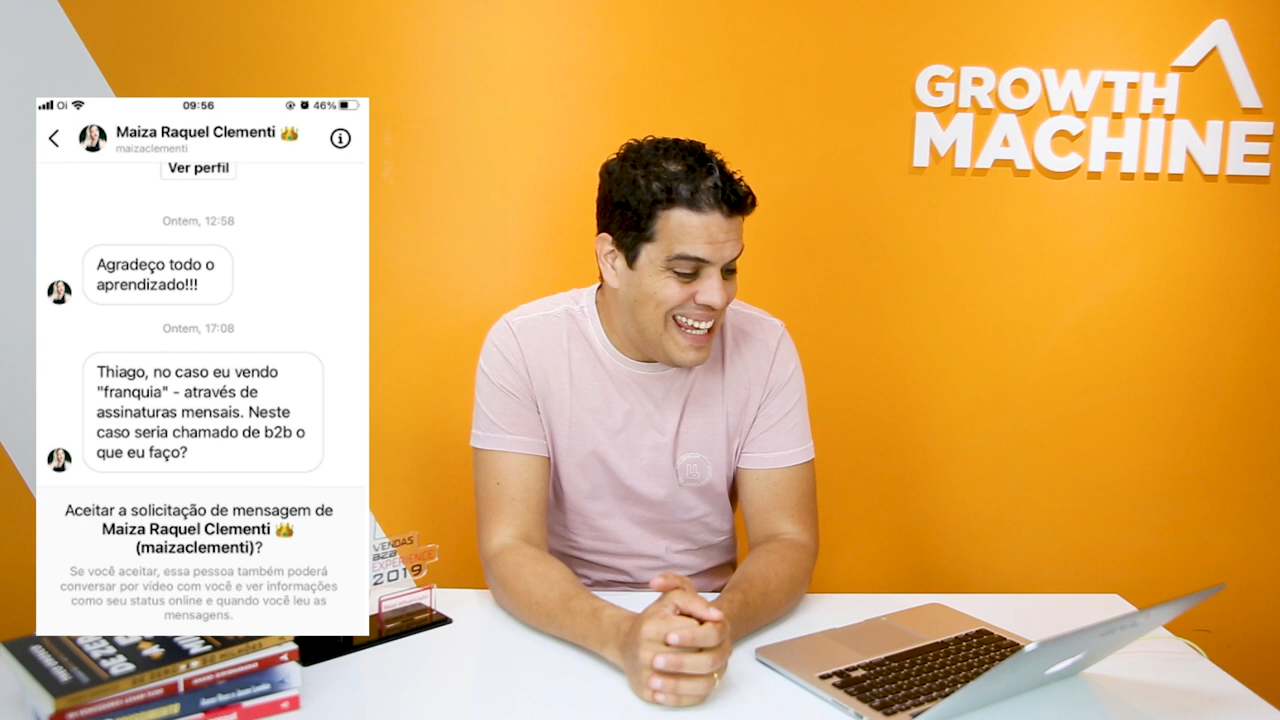 Oi
09:56
46%
Maiza Raquel Clementi 👑
maizaclementi
Ver perfil
Ontem, 12:58
Agradeço todo o
aprendizado!!!
Ontem, 17:08
Thiago, no caso eu vendo
"franquia" - através de
assinaturas mensais. Neste
caso seria chamado de b2b o
que eu faço?
Aceitar a solicitação de mensagem de
Maiza Raquel Clementi 👑
(maizaclementi)?
Se você aceitar, essa pessoa também poderá
conversar por vídeo com você e ver informações
como seu status online e quando você leu as
mensagens.
GROWTH
MACHINE
VENDAS
B2B
EXPERIENCE
2019